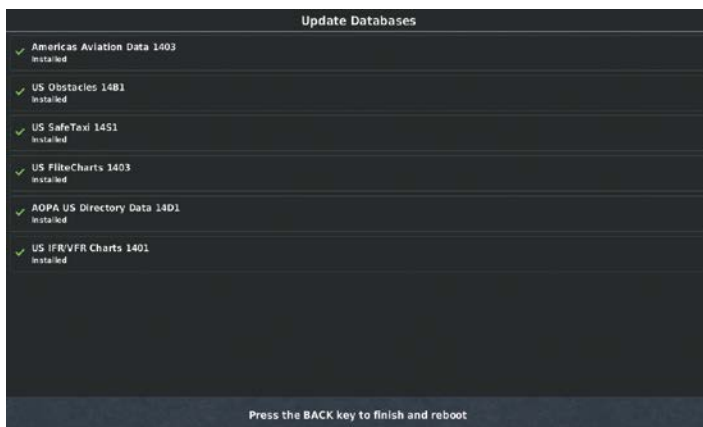 Update Databases
Americas Aviation Data 1403
Installed
US Obstacles 14B1
Installed
US SafeTaxi 14S1
Installed
US FliteCharts 1403
Installed
AOPA US Directory Data 14D1
Installed
US IFR/VFR Charts 1401
Installed
Press the BACK key to finish and reboot